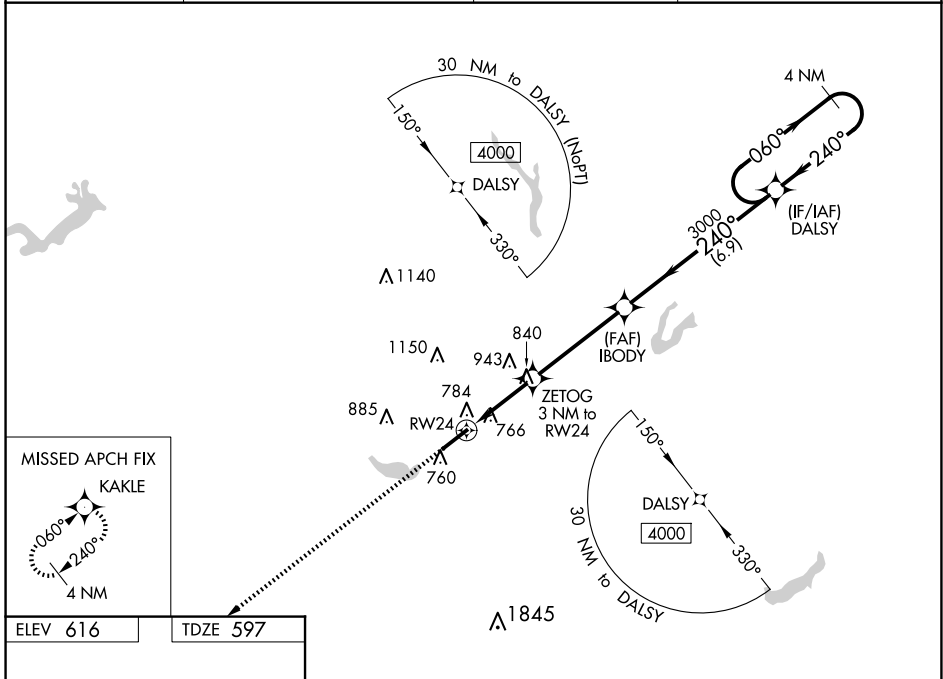 30 NM to DALSY (NoPT)
150°
4000
DALSY
330°
4 NM
060°
240°
(IF/IAF)
DALSY
3000
240°
(6.9)
1140
(FAF)
IBODY
840
1150
943
ZETOG
3 NM to
RW24
784
885
RW24
766
760
150°
DALSY
4000
330°
30 NM to DALSY
MISSED APCH FIX
KAKLE
060°
240°
4 NM
1845
ELEV 616
TDZE 597